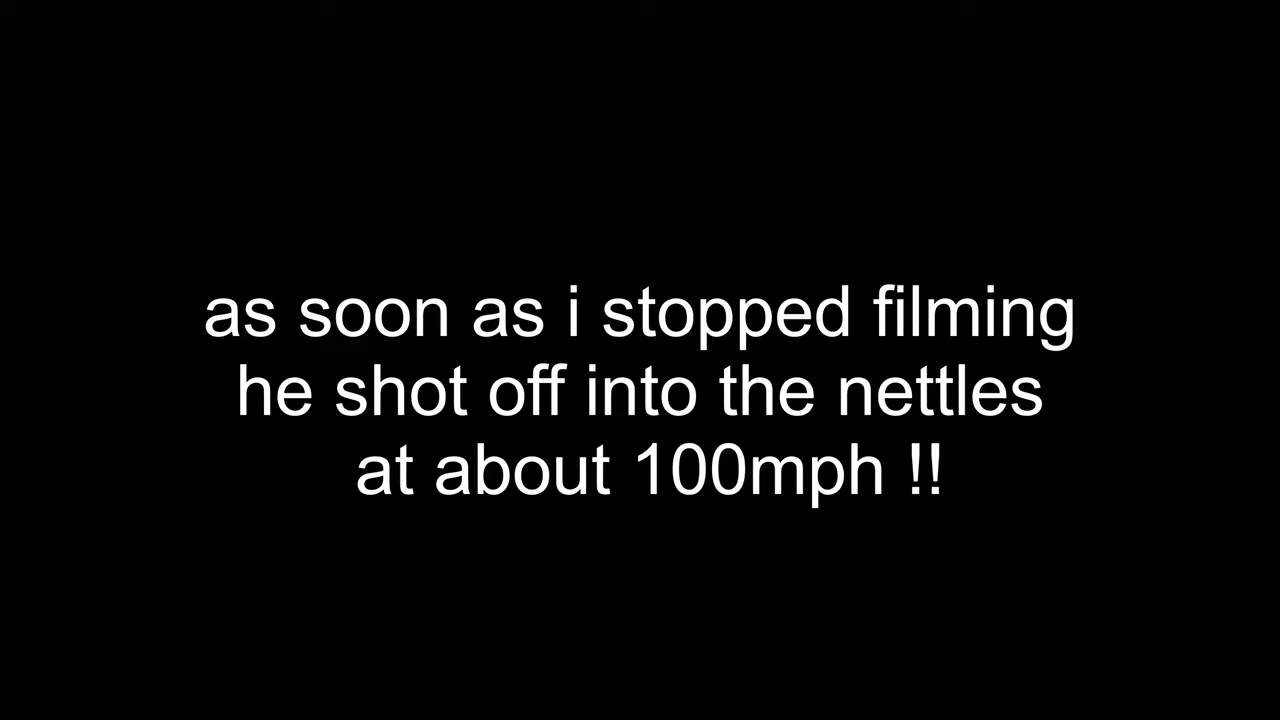 as soon as i stopped filming
he shot off into the nettles
at about 100mph !!